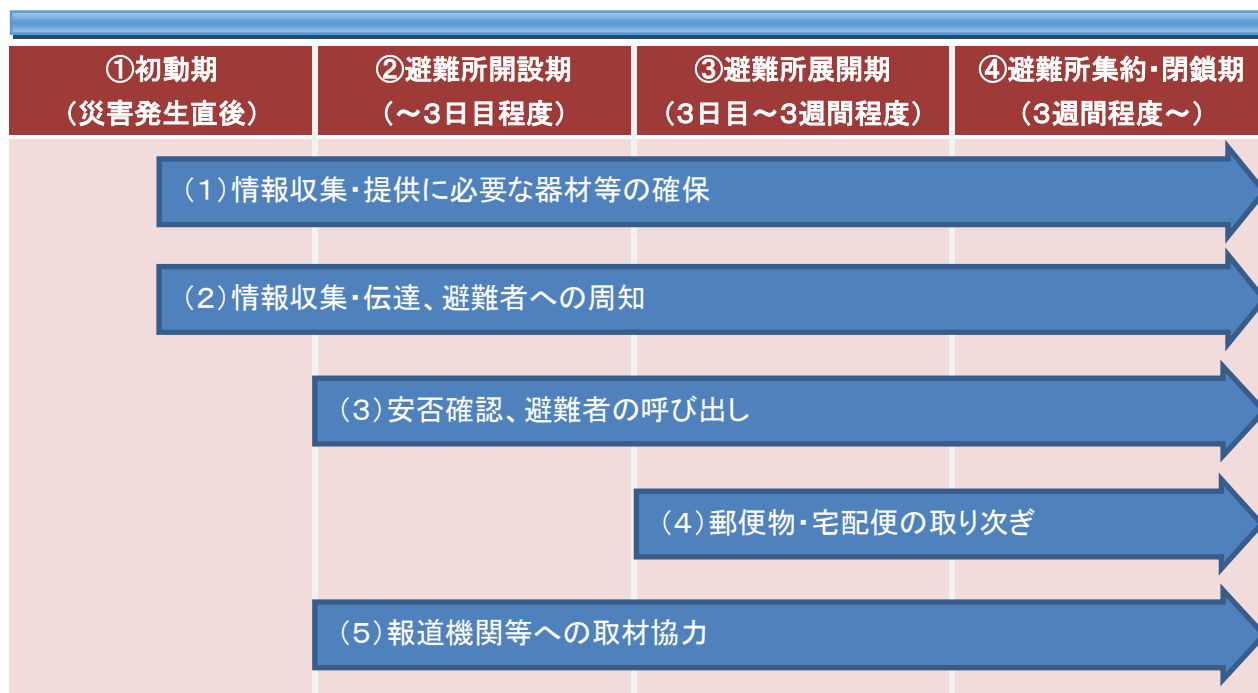 ①初動期
(災害発生直後)
②避難所開設期
(～3日目程度)
③避難所展開期
(3日目～3週間程度)
④避難所集約・閉鎖期
(3週間程度～)
(1)情報収集・提供に必要な器材等の確保
(2)情報収集・伝達、避難者への周知
(3)安否確認、避難者の呼び出し
(4)郵便物・宅配便の取り次ぎ
(5)報道機関等への取材協力